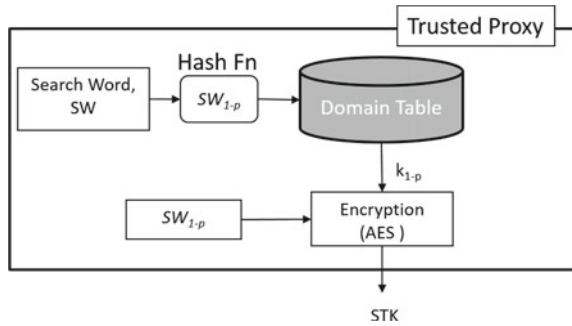 Trusted Proxy
Hash Fn
Search Word,
SW
SW1-p
Domain Table
k1-p
SW1-p
Encryption
(AES )
STK